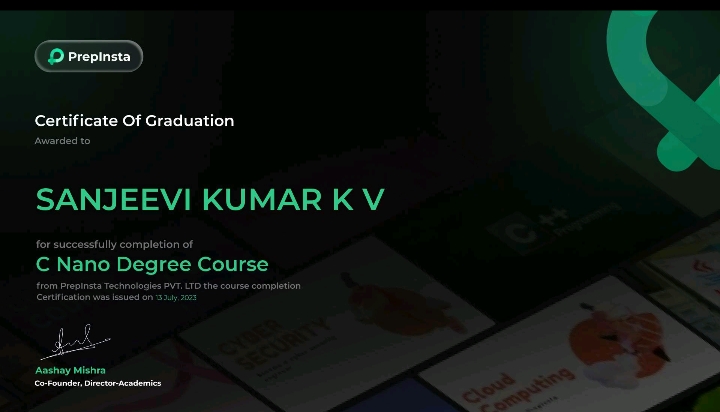 PrepInsta
Certificate Of Graduation
Awarded to
SANJEEVI KUMAR K V
for successfully completion of
C Nano Degree Course
from PrepInsta Technologies PVT. LTD the course completion
Certification was issued on 13 July, 2023
Aashay Mishra
Co-Founder, Director-Academics
C++
Programming
CYBER
SECURITY
Cloud
Computing